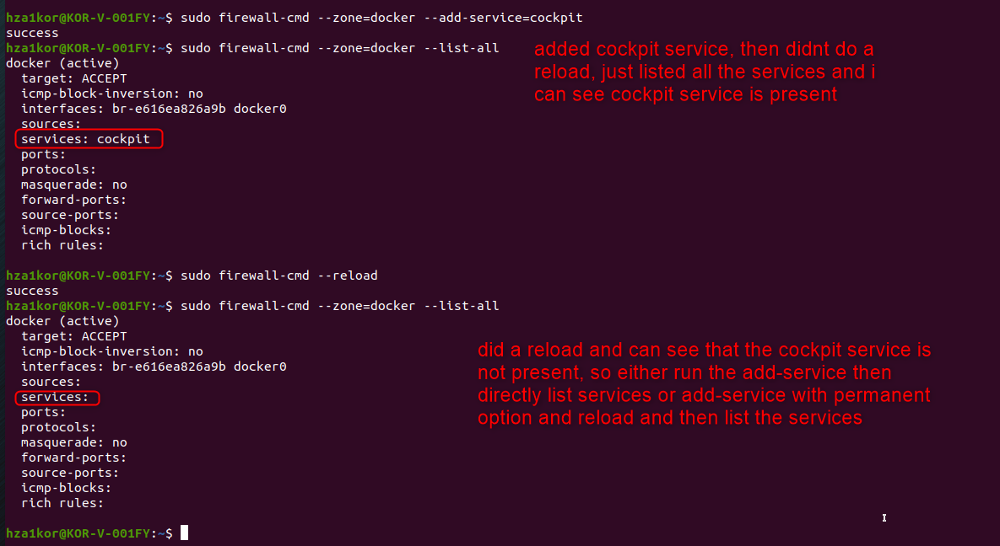 hza1kor@KOR-V-001FY:~$ sudo firewall-cmd --zone=docker --add-service=cockpit
success
hza1kor@KOR-V-001FY:~$ sudo firewall-cmd --zone=docker --list-all
docker (active)
  target: ACCEPT
  icmp-block-inversion: no
  interfaces: br-e616ea826a9b docker0
  sources:
  services: cockpit
  ports:
  protocols:
  masquerade: no
  forward-ports:
  source-ports:
  icmp-blocks:
  rich rules:
added cockpit service, then didnt do a
reload, just listed all the services and i
can see cockpit service is present
hza1kor@KOR-V-001FY:~$ sudo firewall-cmd --reload
success
hza1kor@KOR-V-001FY:~$ sudo firewall-cmd --zone=docker --list-all
docker (active)
  target: ACCEPT
  icmp-block-inversion: no
  interfaces: br-e616ea826a9b docker0
  sources:
  services:
  ports:
  protocols:
  masquerade: no
  forward-ports:
  source-ports:
  icmp-blocks:
  rich rules:
did a reload and can see that the cockpit service is
not present, so either run the add-service then
directly list services or add-service with permanent
option and reload and then list the services
hza1kor@KOR-V-001FY:~$